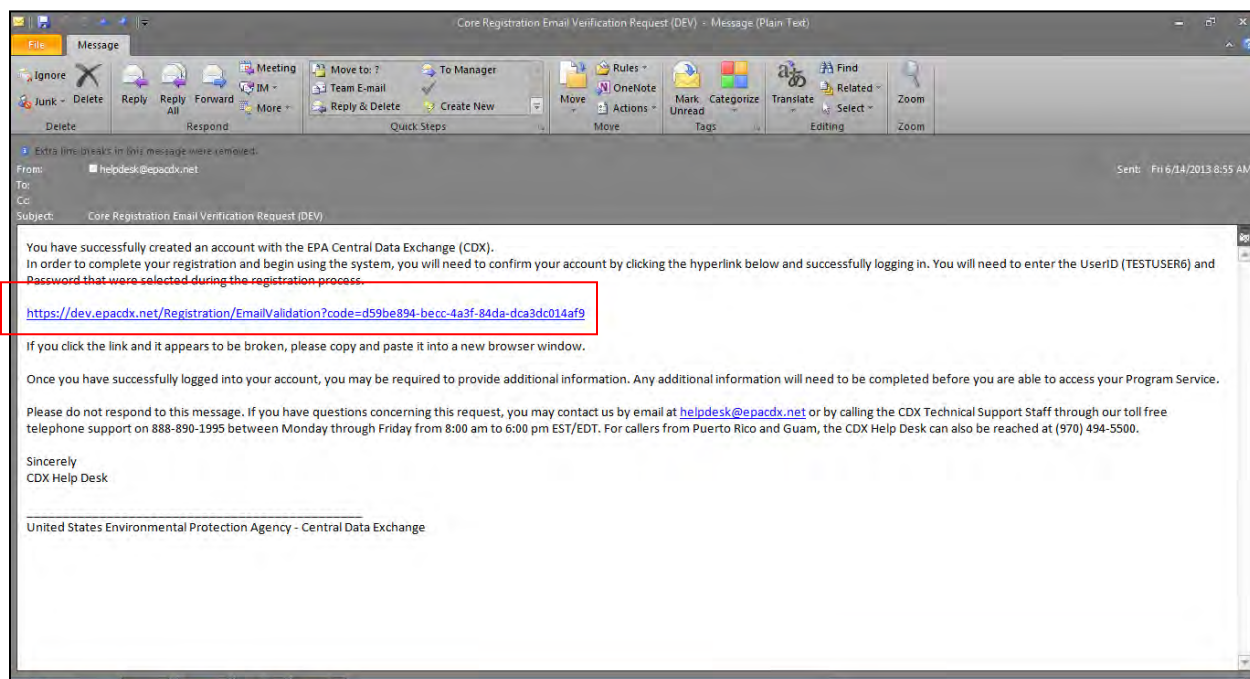 Core Registration Email Verification Request (DEV) - Message (Plain Text)
File Message
Ignore
Junk
Delete
Reply
Reply All
Forward
Meeting
IM
More
Move to: ?
Team E-mail
Reply & Delete
To Manager
Create New
Move
Rules
OneNote
Actions
Mark Unread
Categorize
Translate
Find
Related
Select
Zoom
Delete Respond Quick Steps Move Tags Editing Zoom
Extra line breaks in this message were removed.
From: helpdesk@epacdx.net Sent: Fri 6/14/2013 8:55 AM
To:
Cc:
Subject: Core Registration Email Verification Request (DEV)
You have successfully created an account with the EPA Central Data Exchange (CDX).
In order to complete your registration and begin using the system, you will need to confirm your account by clicking the hyperlink below and successfully logging in. You will need to enter the UserID (TESTUSER6) and
Password that were selected during the registration process.
https://dev.epacdx.net/Registration/EmailValidation?code=d59be894-becc-4a3f-84da-dca3dc014af9
If you click the link and it appears to be broken, please copy and paste it into a new browser window.
Once you have successfully logged into your account, you may be required to provide additional information. Any additional information will need to be completed before you are able to access your Program Service.
Please do not respond to this message. If you have questions concerning this request, you may contact us by email at helpdesk@epacdx.net or by calling the CDX Technical Support Staff through our toll free
telephone support on 888-890-1995 between Monday through Friday from 8:00 am to 6:00 pm EST/EDT. For callers from Puerto Rico and Guam, the CDX Help Desk can also be reached at (970) 494-5500.
Sincerely
CDX Help Desk
United States Environmental Protection Agency - Central Data Exchange